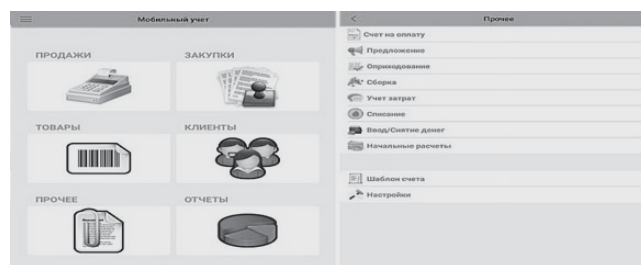 Мобильный учет
ПРОДАЖИ
ЗАКУПКИ
ТОВАРЫ
КЛИЕНТЫ
ПРОЧЕЕ
ОТЧЕТЫ
Прочее
Счет на оплату
Предложение
Оприходование
Сборка
Учет затрат
Списание
Ввод/Снятие денег
Начальные расчеты
Шаблон счета
Настройки